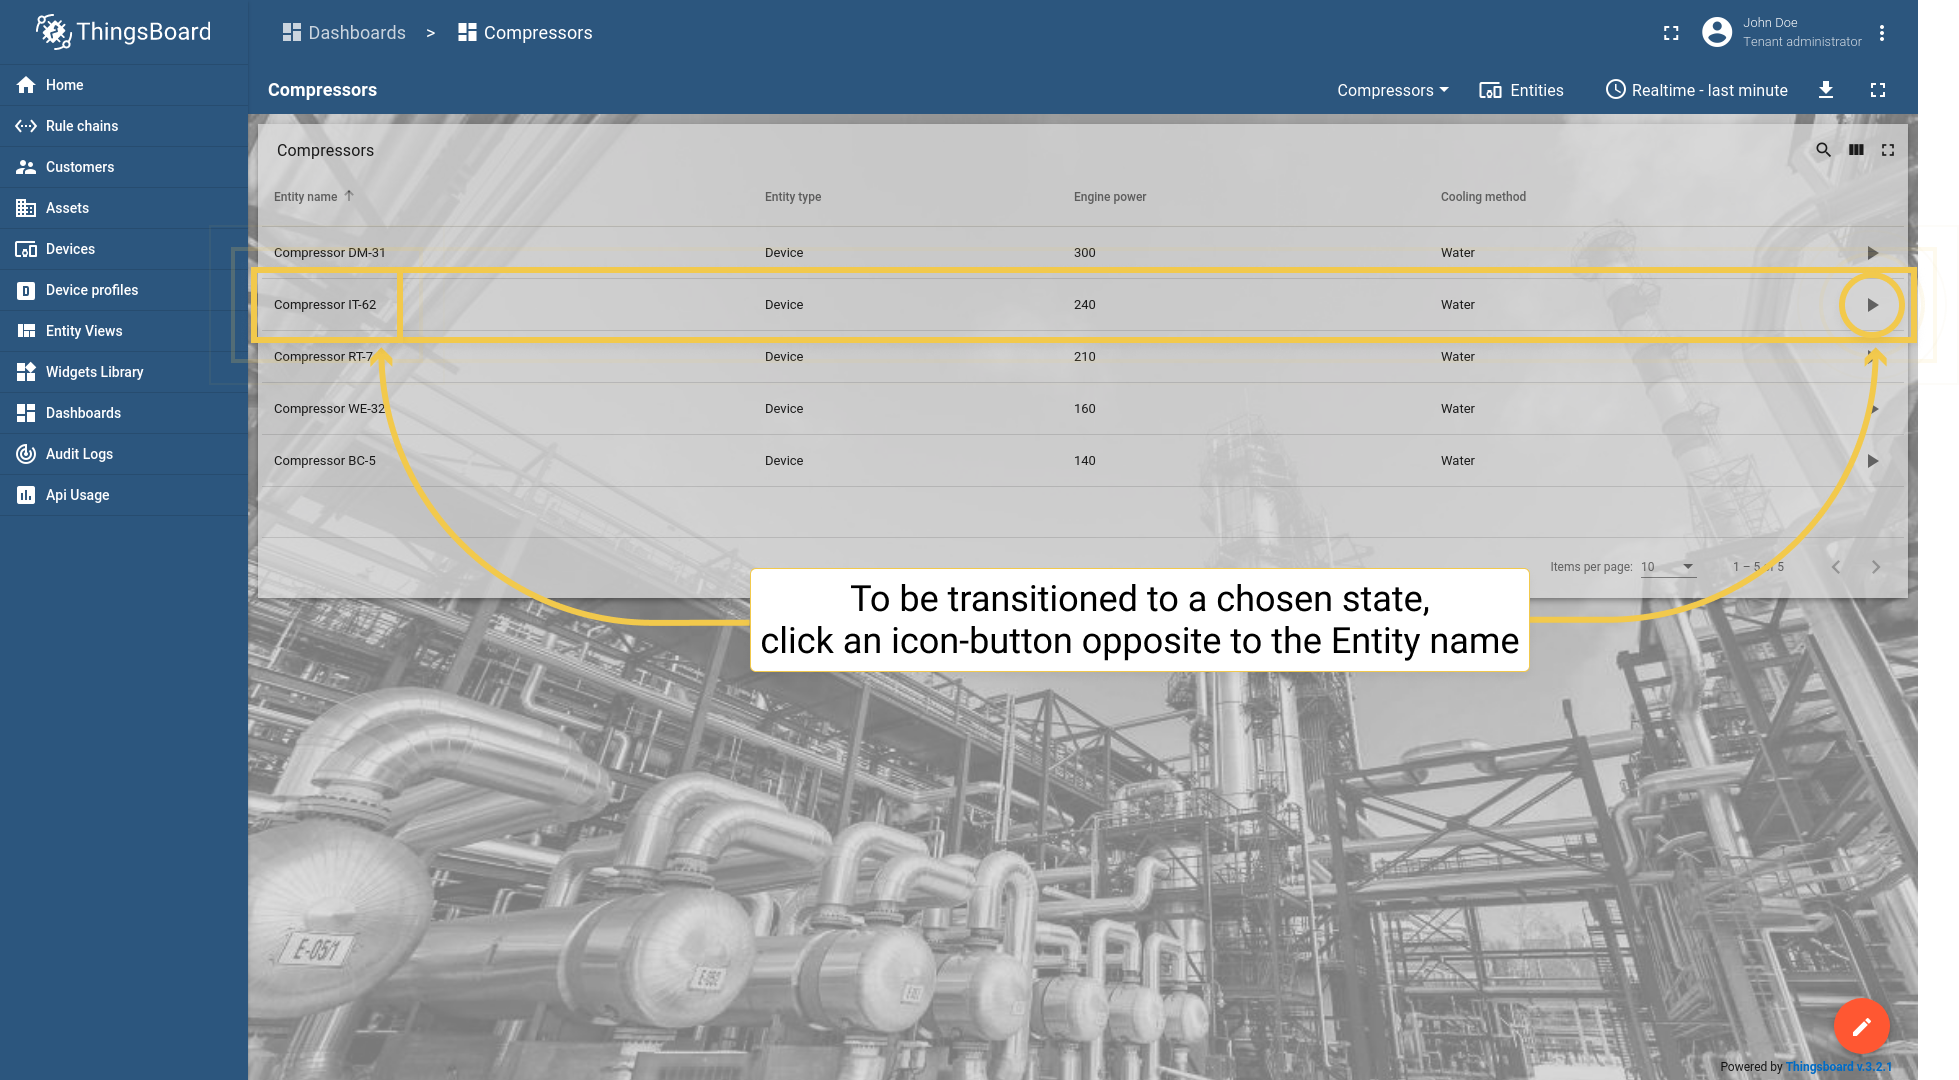 ThingsBoard
Dashboards > Compressors
John Doe
Tenant administrator
Home
Rule chains
Customers
Assets
Devices
Device profiles
Entity Views
Widgets Library
Dashboards
Audit Logs
Api Usage
Compressors
Compressors Entities Realtime - last minute
Compressors
Entity name Entity type Engine power Cooling method
Compressor DM-31 Device 300 Water
Compressor IT-62 Device 240 Water
Compressor RT-7 Device 210 Water
Compressor WE-32 Device 160 Water
Compressor BC-5 Device 140 Water
Items per page: 10 1 – 5 of 5
To be transitioned to a chosen state,
click an icon-button opposite to the Entity name
E-05/1
Powered by Thingsboard v.3.2.1